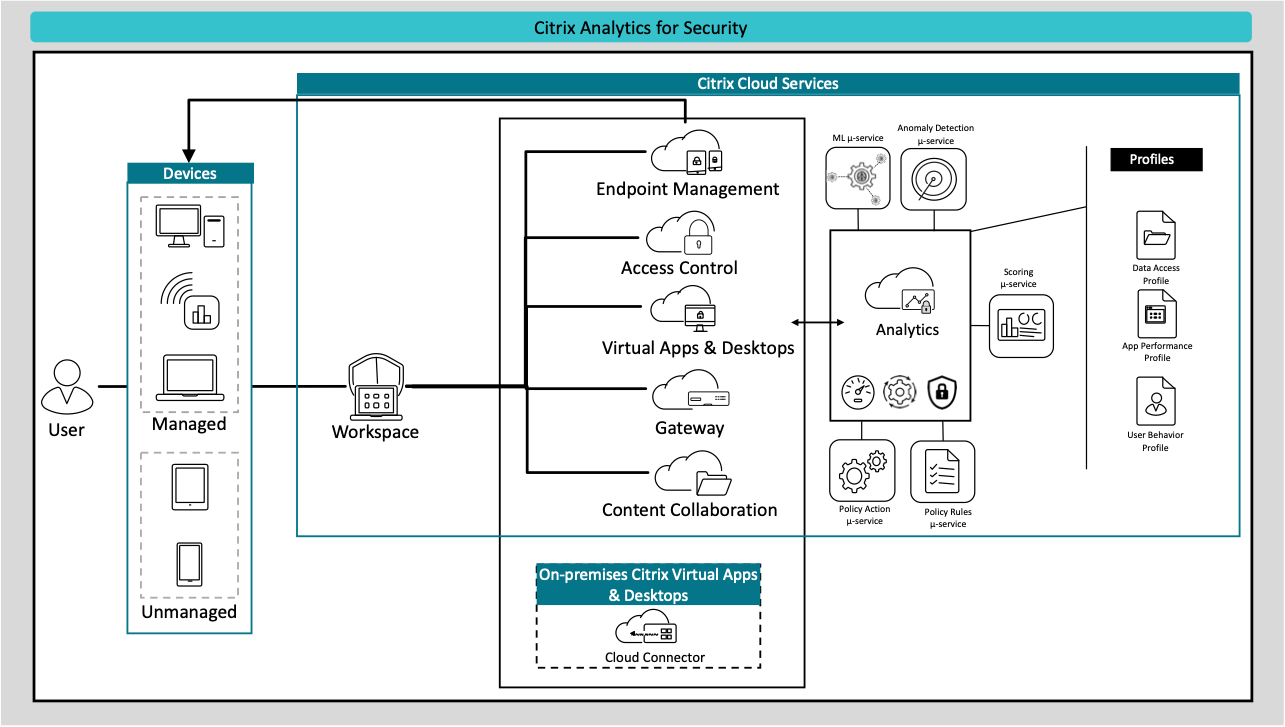 Citrix Analytics for Security
Citrix Cloud Services
Devices
Managed
Unmanaged
User
Workspace
Endpoint Management
Access Control
Virtual Apps & Desktops
Gateway
Content Collaboration
On-premises Citrix Virtual Apps
& Desktops
Cloud Connector
ML μ-service
Anomaly Detection
μ-service
Analytics
Scoring
μ-service
Policy Action
μ-service
Policy Rules
μ-service
Profiles
Data Access
Profile
App Performance
Profile
User Behavior
Profile